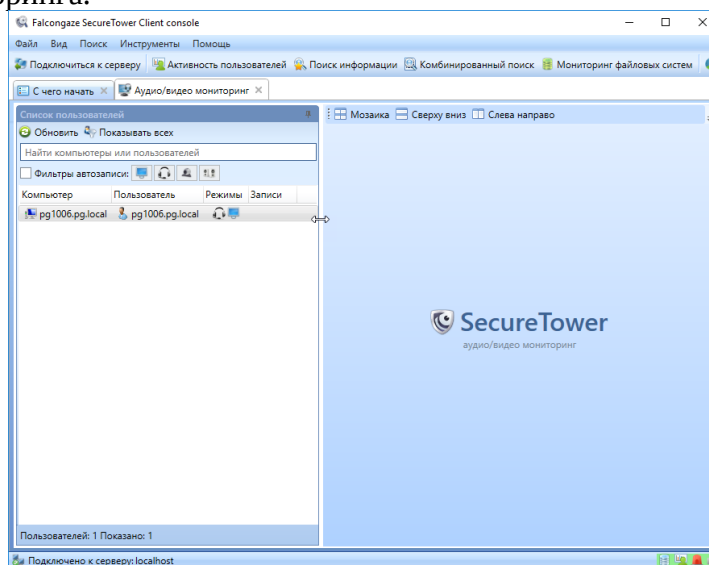 Falcongaze SecureTower Client console
Файл Вид Поиск Инструменты Помощь
Подключиться к серверу Активность пользователей Поиск информации Комбинированный поиск Мониторинг файловых систем
С чего начать Аудио/видео мониторинг
Список пользователей
Мозаика Сверху вниз Слева направо
Обновить Показывать всех
Найти компьютеры или пользователей
Фильтры автозаписи:
Компьютер Пользователь Режимы Записи
pg1006.pg.local pg1006.pg.local
SecureTower
аудио/видео мониторинг
Пользователей: 1 Показано: 1
Подключено к серверу: localhost